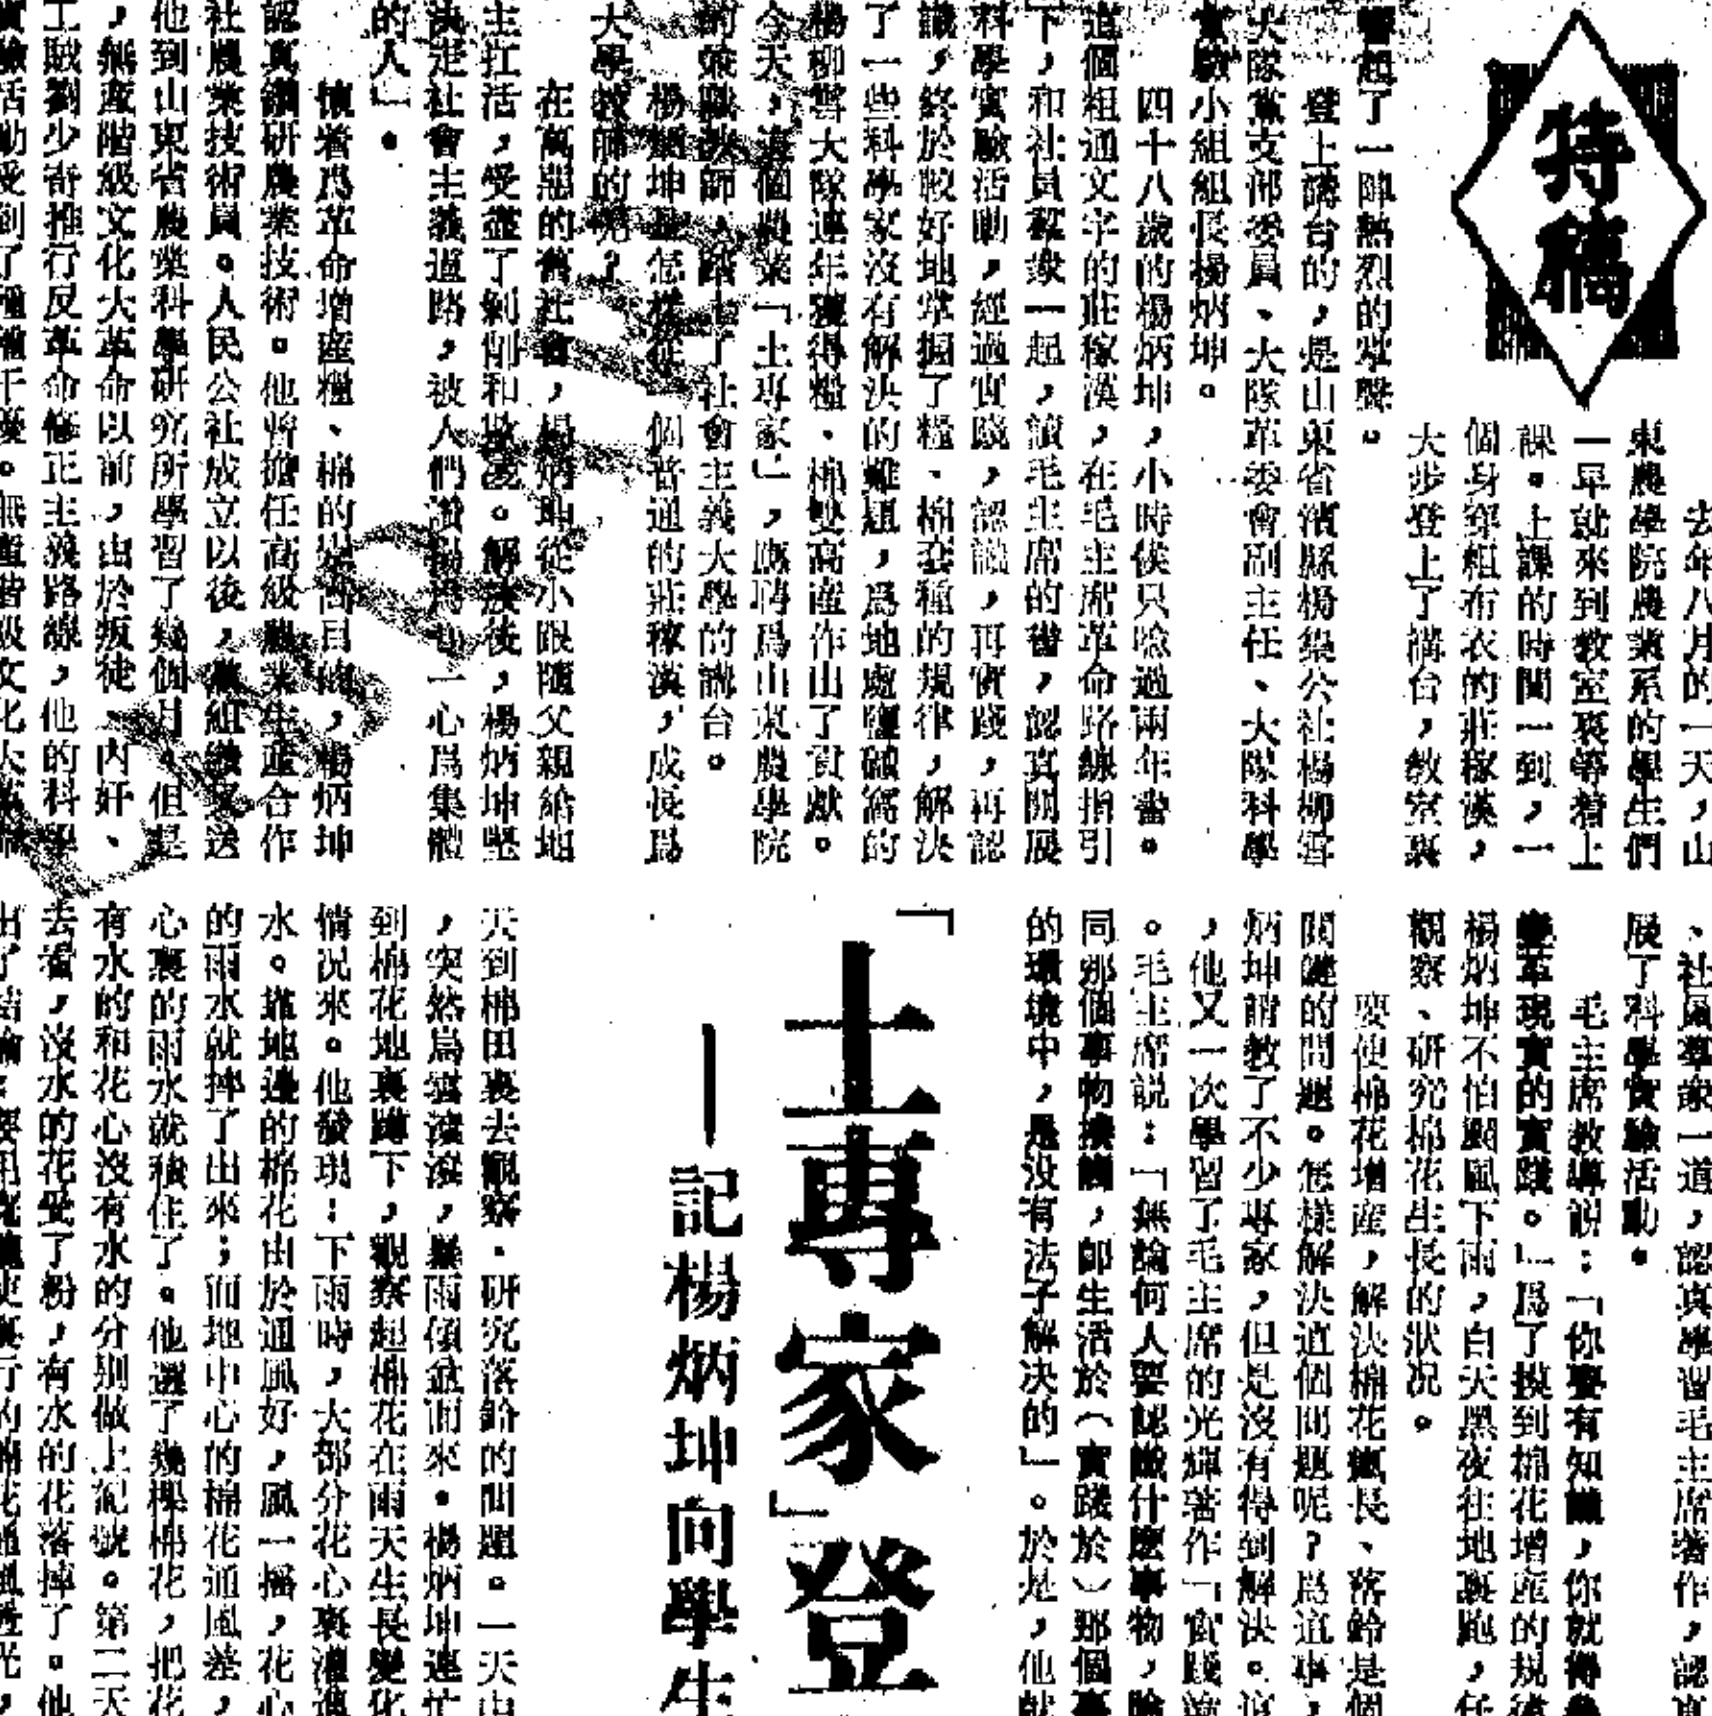 特稿
去年八月的一天，山
東農學院農業系的學生們
一早就來到教室裏等着上
課。上課的時間一到，一
個身穿粗布衣的莊稼漢，
大步登上了講台，教室裏
響起了一陣熱烈的掌聲。
登上講台的，是山東省濱縣楊集公社楊柳雪
大隊黨支部委員、大隊革委會副主任、大隊科學
實驗小組組長楊炳坤。
四十八歲的楊炳坤，小時候只唸過兩年書。
這個粗通文字的莊稼漢，在毛主席革命路線指引
下，和社員羣衆一起，讀毛主席的書，認真開展
科學實驗活動，經過實踐，認識，再實踐，再認
識，終於較好地掌握了糧、棉套種的規律，解決
了一些科學家沒有解決的難題，爲地處鹽鹼窩的
楊柳雪大隊連年獲得糧、棉雙高產作出了貢獻。
今天，這個農業「土專家」，應聘爲山東農學院
的兼職教師，踏上了社會主義大學的講台。
楊炳坤是怎樣從一個普通的莊稼漢，成長爲
大學教師的呢？
在萬惡的舊社會，楊炳坤從小跟隨父親給地
主扛活，受盡了剝削和欺凌。解放後，楊炳坤堅
決走社會主義道路，被人們讚揚爲「一心爲集體
的人」。
懷着爲革命增產糧、棉的崇高目的，楊炳坤
認真鑽研農業技術。他曾擔任高級農業生產合作
社農業技術員。人民公社成立以後，黨組織又送
他到山東省農業科學研究所學習了幾個月。但是
，無產階級文化大革命以前，由於叛徒、內奸、
工賊劉少奇推行反革命修正主義路線，他的科學
實驗活動受到了種種干擾。無產階級文化大革命
、社員羣衆一道，認真學習毛主席著作，認真
展了科學實驗活動。
毛主席教導說：「你要有知識，你就得參
變革現實的實踐。」爲了摸到棉花增產的規律
楊炳坤不怕颳風下雨，白天黑夜往地裏跑，任
觀察、研究棉花生長的狀况。
要使棉花增產，解決棉花瘋長、落鈴是個
関鍵的問題。怎樣解決這個問題呢？爲這事，
炳坤請教了不少專家，但是沒有得到解決。這
，他又一次學習了毛主席的光輝著作「實踐論
。毛主席説：「無論何人要認識什麼事物，除
同那個事物接觸，即生活於（實踐於）那個事
的環境中，是没有法子解决的」。於是，他就
「土專家」登
——記楊炳坤向學生
天到棉田裏去觀察、研究落鈴的問題。一天中
，突然烏雲滾滾，暴雨傾盆而來。楊炳坤連忙
到棉花地裏蹲下，觀察起棉花在雨天生長變化
情況來。他發現：下雨時，大部分花心裏灌進
水。靠地邊的棉花由於通風好，風一搖，花心
的雨水就掉了出來；而地中心的棉花通風差，
心裏的雨水就積住了。他選了幾棵棉花，把花
有水的和花心沒有水的分别做上記號。第二天
去看，沒水的花受了粉，有水的花落掉了。他
出了結論：要